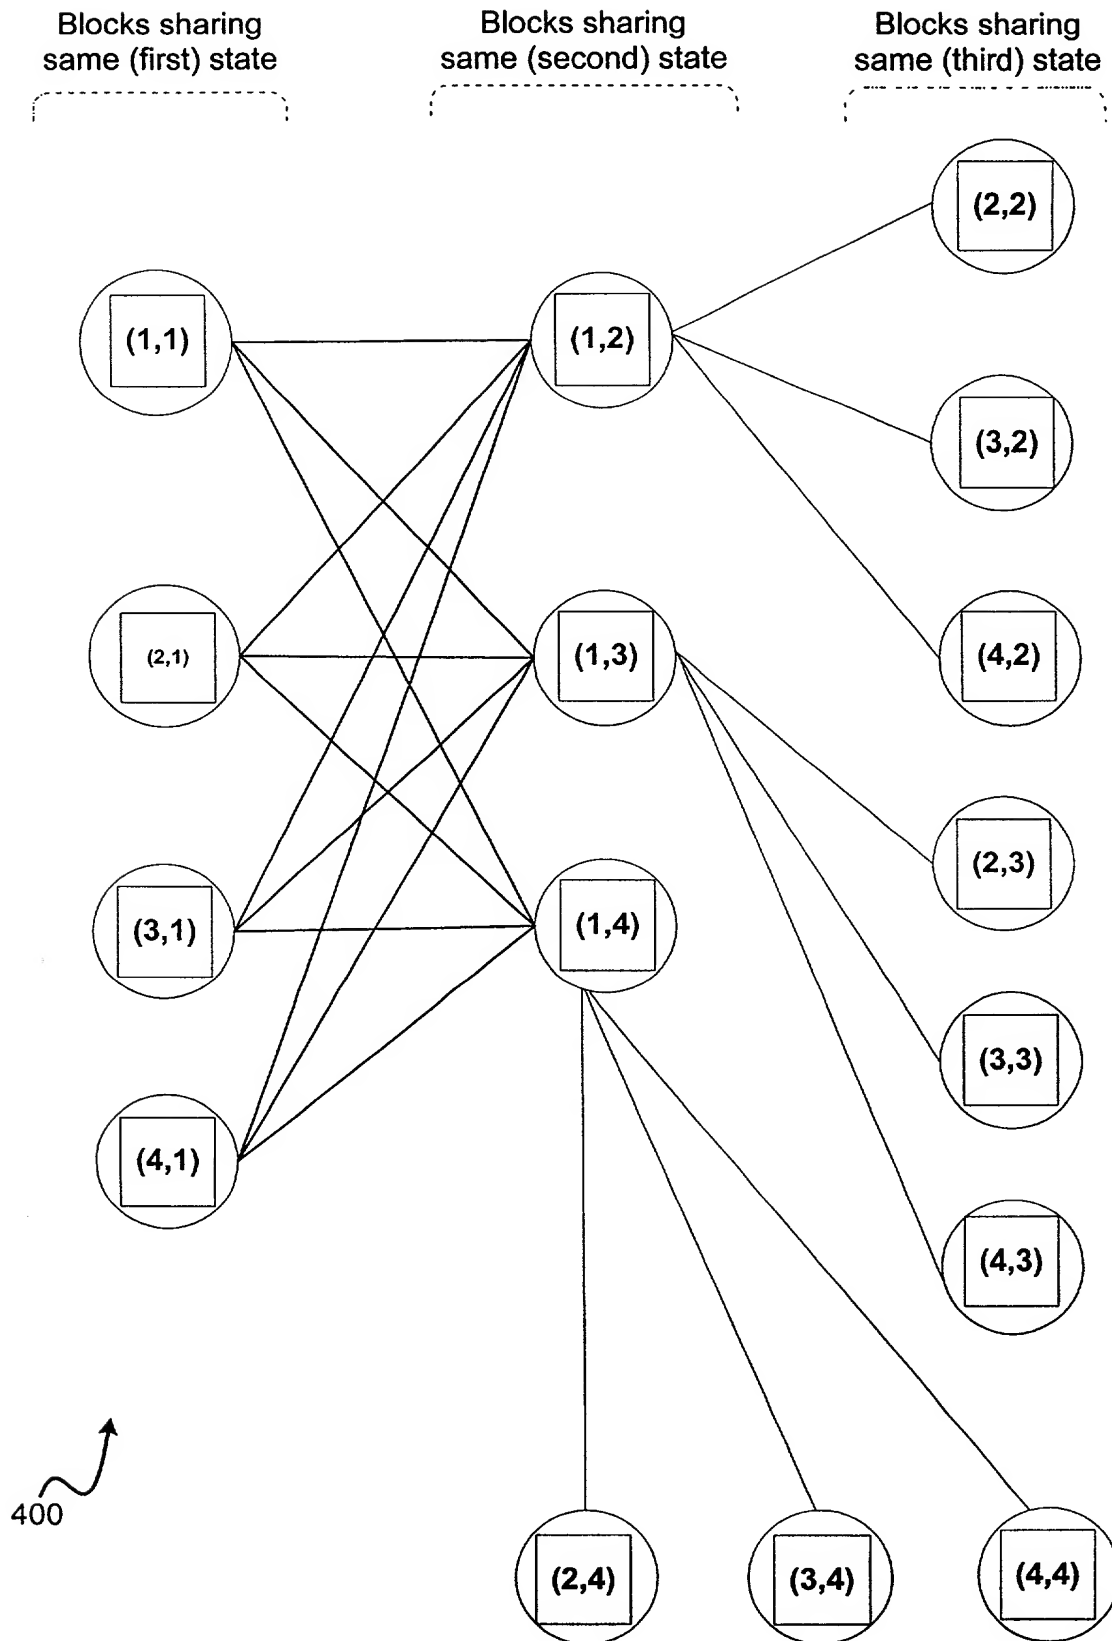 Blocks sharing
same (first) state
Blocks sharing
same (second) state
Blocks sharing
same (third) state
(2,2)
(1,1)
(1,2)
(3,2)
(2,1)
(1,3)
(4,2)
(2,3)
(3,1)
(1,4)
(3,3)
(4,1)
(4,3)
400
(2,4)
(3,4)
(4,4)